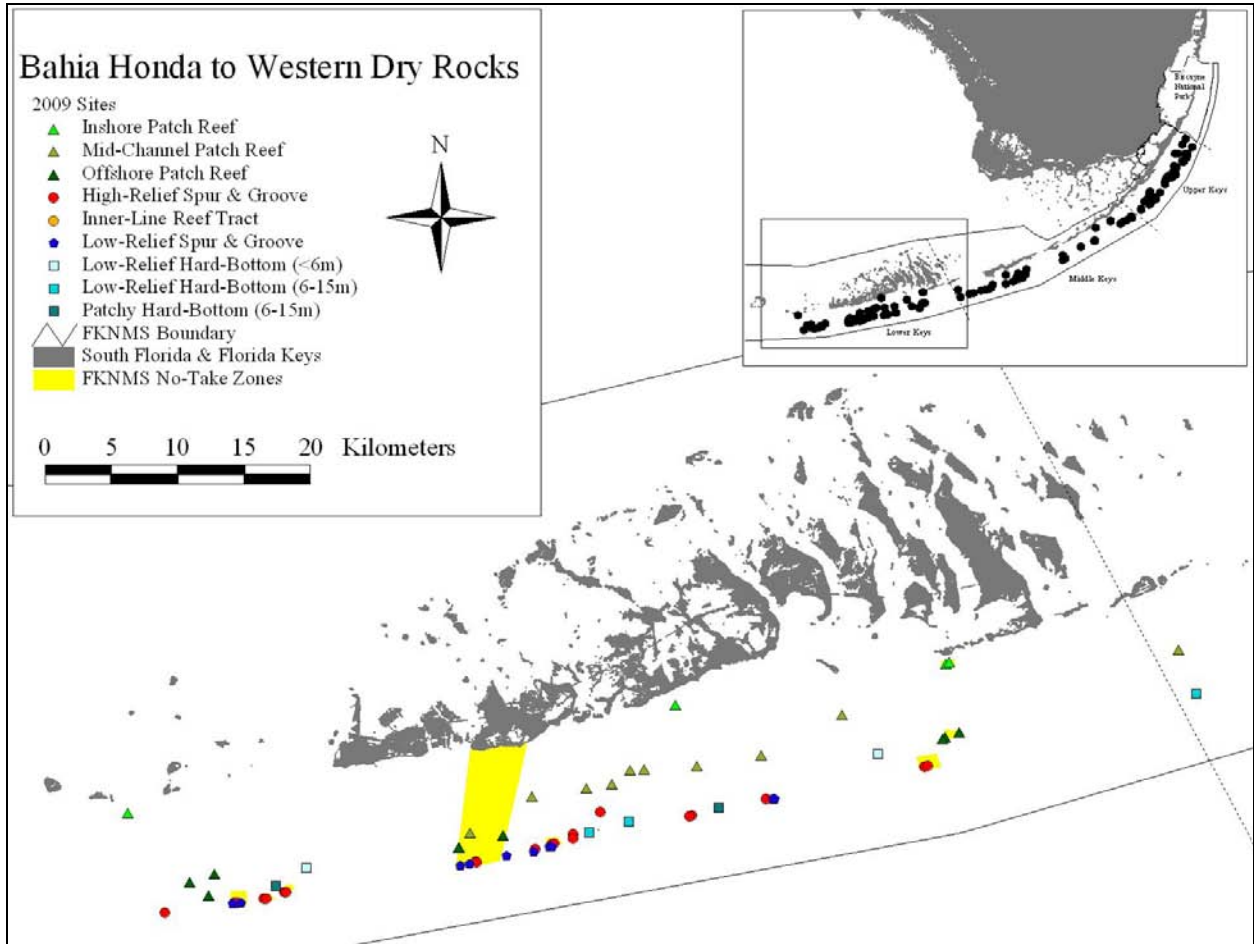 Bahia Honda to Western Dry Rocks
2009 Sites
Inshore Patch Reef
Mid-Channel Patch Reef
Offshore Patch Reef
High-Relief Spur & Groove
Inner-Line Reef Tract
Low-Relief Spur & Groove
Low-Relief Hard-Bottom (<6m)
Low-Relief Hard-Bottom (6-15m)
Patchy Hard-Bottom (6-15m)
FKNMS Boundary
South Florida & Florida Keys
FKNMS No-Take Zones
N
0 5 10 15 20 Kilometers
Biscayne
National
Park
Upper Keys
Middle Keys
Lower Keys